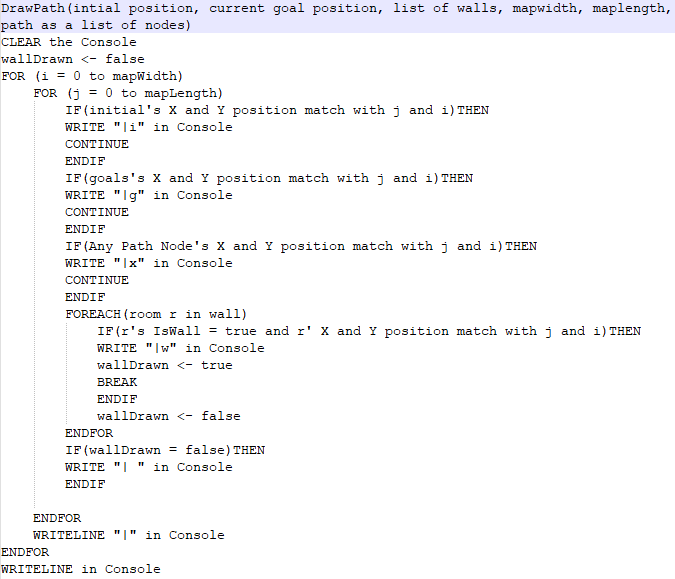 DrawPath(intial position, current goal position, list of walls, mapwidth, maplength,
path as a list of nodes)
CLEAR the Console
wallDrawn <- false
FOR (i = 0 to mapWidth)
    FOR (j = 0 to mapLength)
        IF(initial's X and Y position match with j and i)THEN
        WRITE "|i" in Console
        CONTINUE
        ENDIF
        IF(goals's X and Y position match with j and i)THEN
        WRITE "|g" in Console
        CONTINUE
        ENDIF
        IF(Any Path Node's X and Y position match with j and i)THEN
        WRITE "|x" in Console
        CONTINUE
        ENDIF
        FOREACH(room r in wall)
            IF(r's IsWall = true and r' X and Y position match with j and i)THEN
            WRITE "|w" in Console
            wallDrawn <- true
            BREAK
            ENDIF
            wallDrawn <- false
        ENDFOR
        IF(wallDrawn = false)THEN
        WRITE "| " in Console
        ENDIF
    ENDFOR
    WRITELINE "|" in Console
ENDFOR
WRITELINE in Console